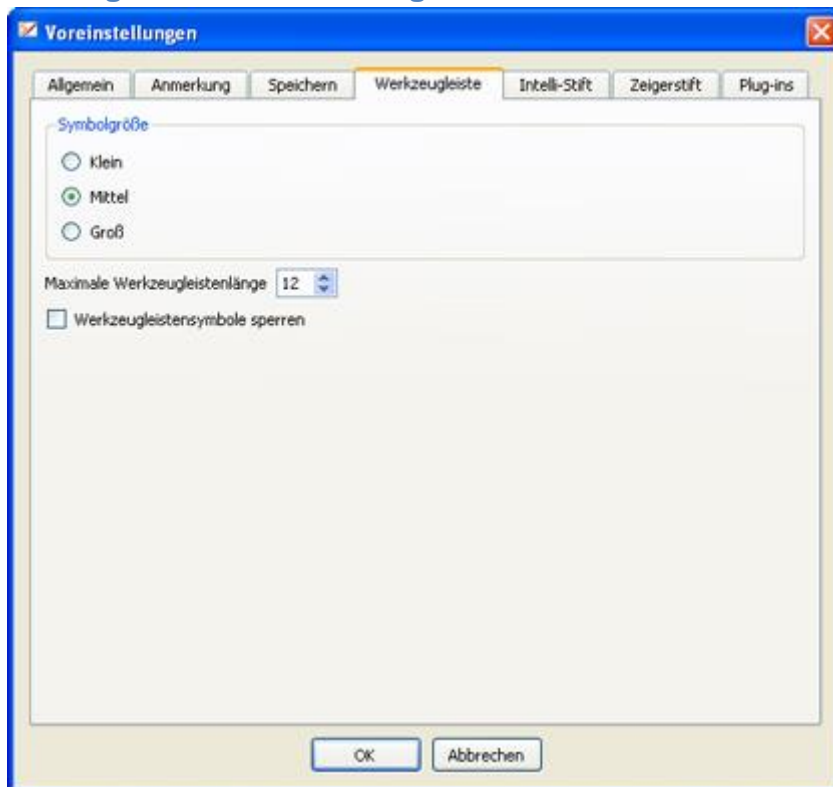 Voreinstellungen
Allgemein Anmerkung Speichern Werkzeugleiste Intelli-Stift Zeigerstift Plug-ins
Symbolgröße
Klein
Mittel
Groß
Maximale Werkzeugleistenlänge 12
Werkzeugleistensymbole sperren
OK Abbrechen